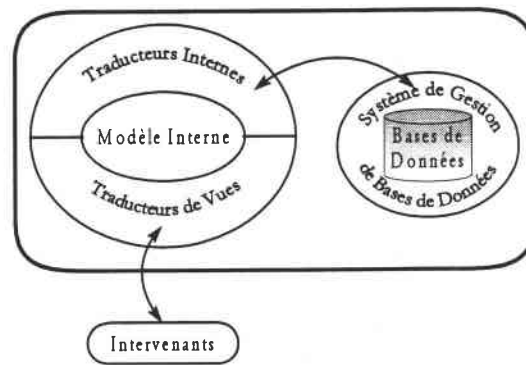 Traducteurs Internes
Modèle Interne
Traducteurs de Vues
Système de Gestion
Bases de
Données
de Bases de Données
Intervenants